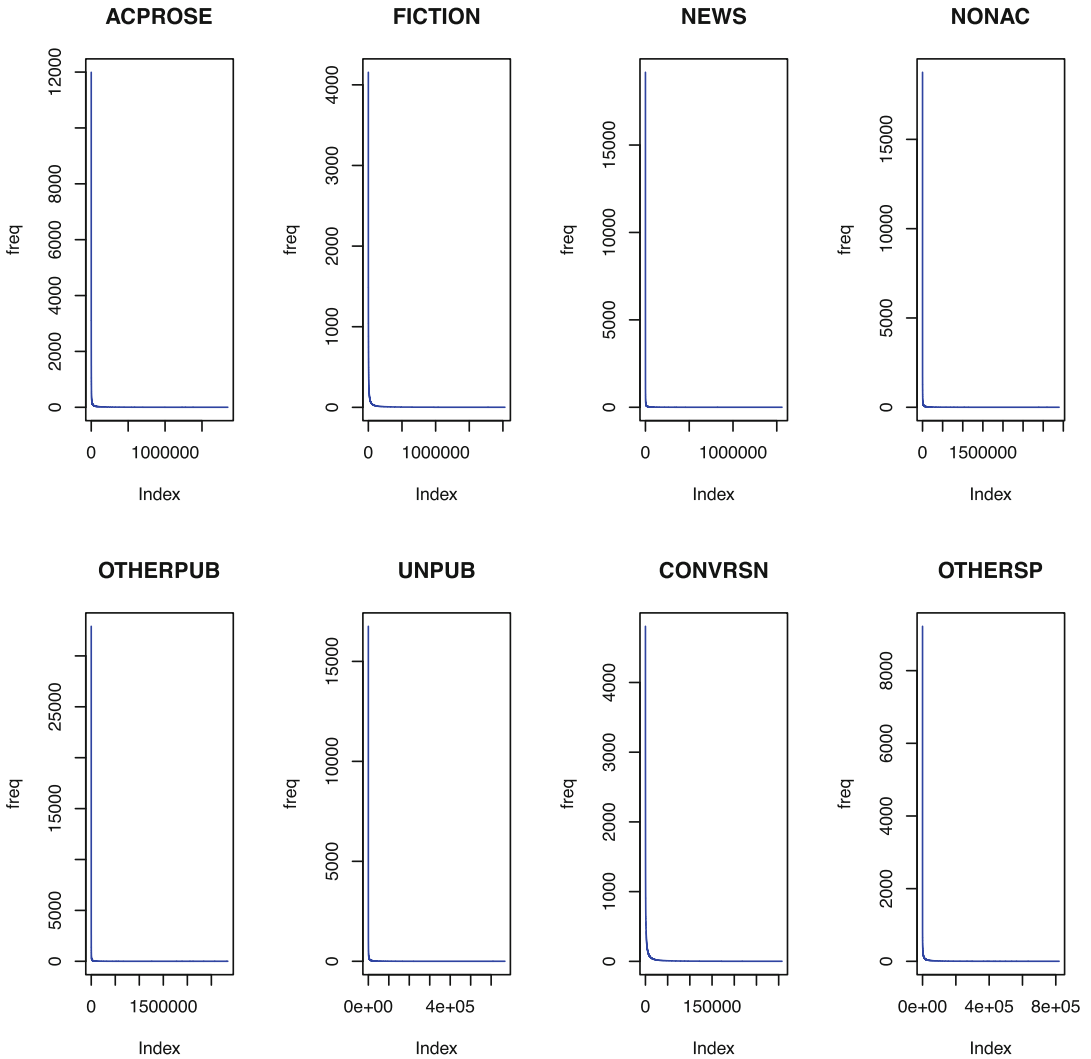 ACPROSE FICTION NEWS NONAC
freq
0 2000 4000 6000 8000 12000
0 1000000
Index
freq
0 1000 2000 3000 4000
0 1000000
Index
freq
0 5000 10000 15000
0 1000000
Index
freq
0 5000 10000 15000
0 1500000
Index
OTHERPUB UNPUB CONVRSN OTHERSP
freq
0 5000 15000 25000
0 1500000
Index
freq
0 5000 10000 15000
0e+00 4e+05
Index
freq
0 1000 2000 3000 4000
0 150000
Index
freq
0 2000 4000 6000 8000
0e+00 4e+05 8e+05
Index